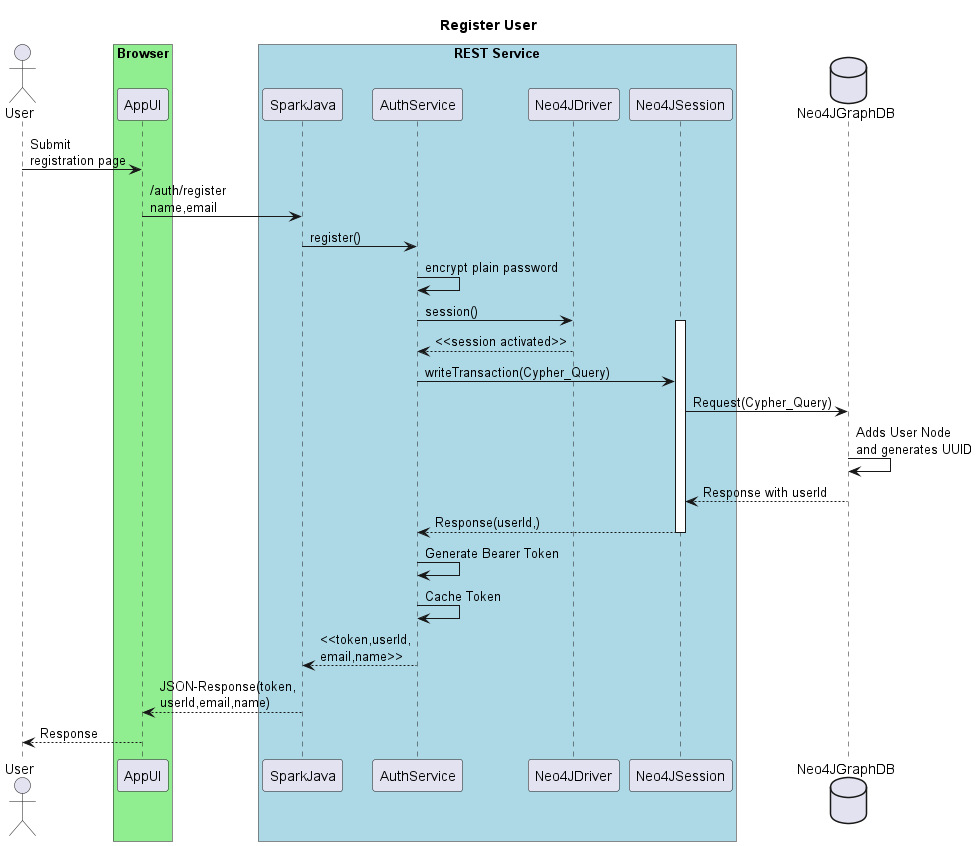 Register User
Browser
REST Service
User
AppUI
SparkJava
AuthService
Neo4JDriver
Neo4JSession
Neo4JGraphDB
Submit
registration page
/auth/register
name,email
register()
encrypt plain password
session()
<<session activated>>
writeTransaction(Cypher_Query)
Request(Cypher_Query)
Adds User Node
and generates UUID
Response with userId
Response(userId,)
Generate Bearer Token
Cache Token
<<token,userId,
email,name>>
JSON-Response(token,
userId,email,name)
Response
User
AppUI
SparkJava
AuthService
Neo4JDriver
Neo4JSession
Neo4JGraphDB